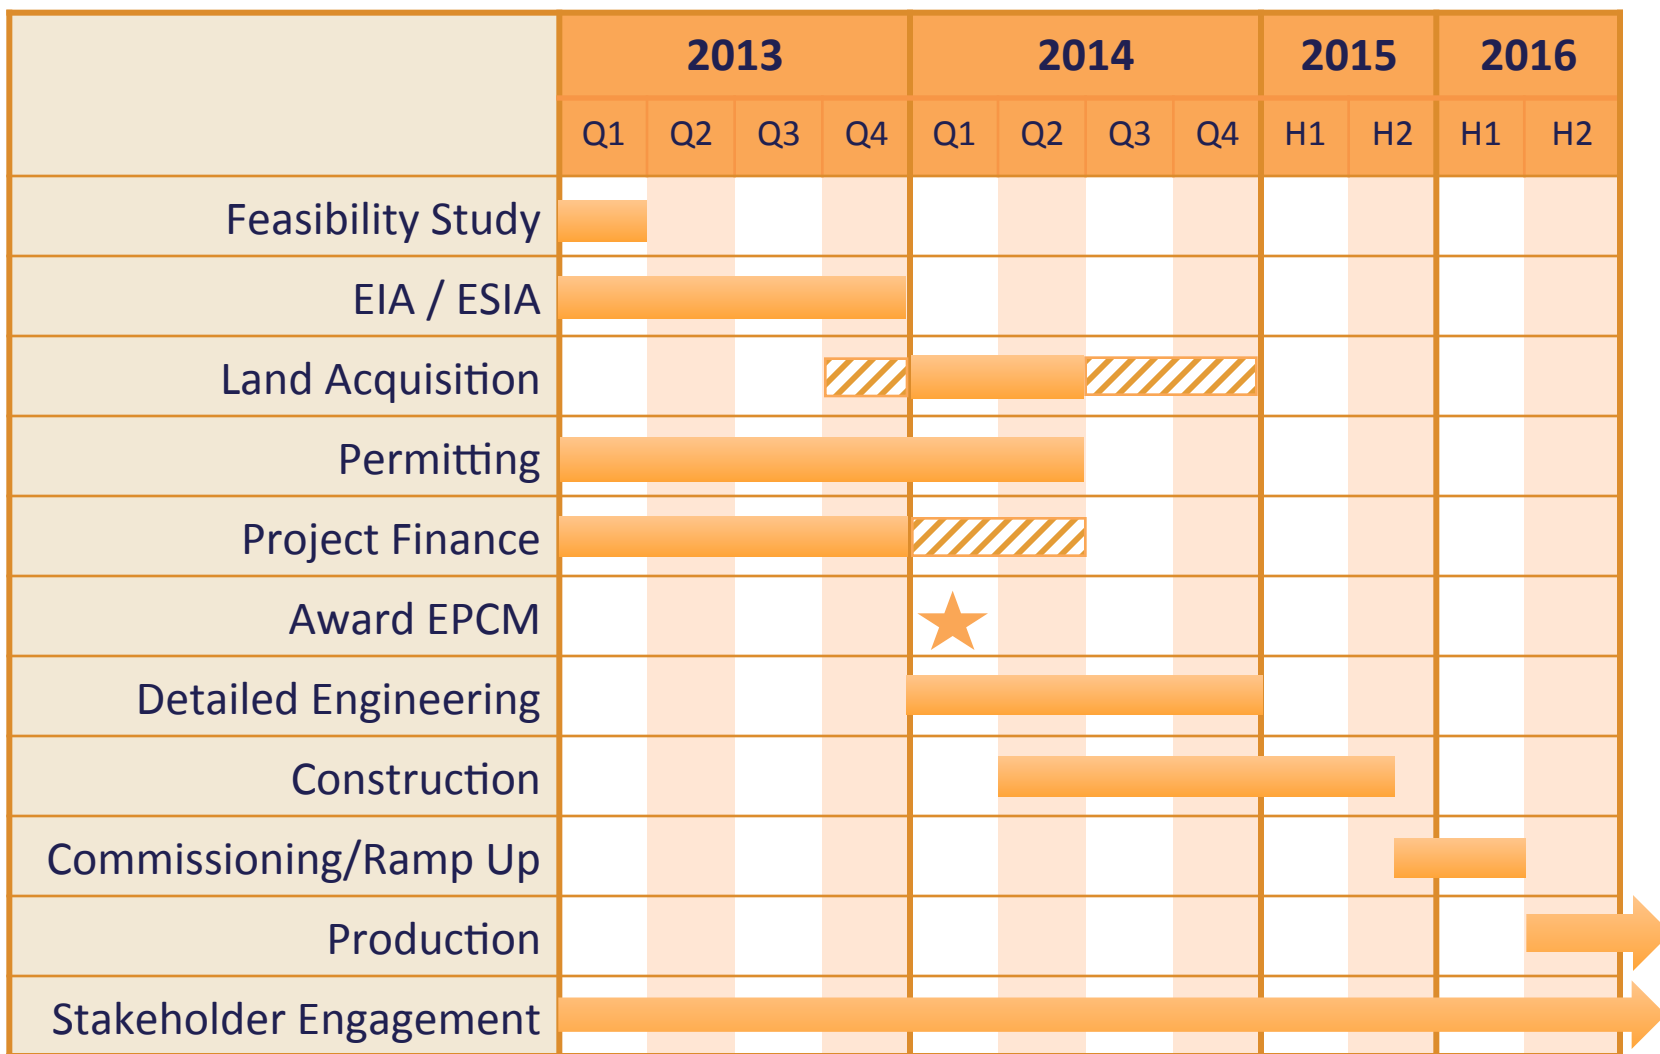 2013 2014 2015 2016
Q1 Q2 Q3 Q4 Q1 Q2 Q3 Q4 H1 H2 H1 H2
Feasibility Study
EIA / ESIA
Land Acquisition
Permitting
Project Finance
Award EPCM
Detailed Engineering
Construction
Commissioning/Ramp Up
Production
Stakeholder Engagement